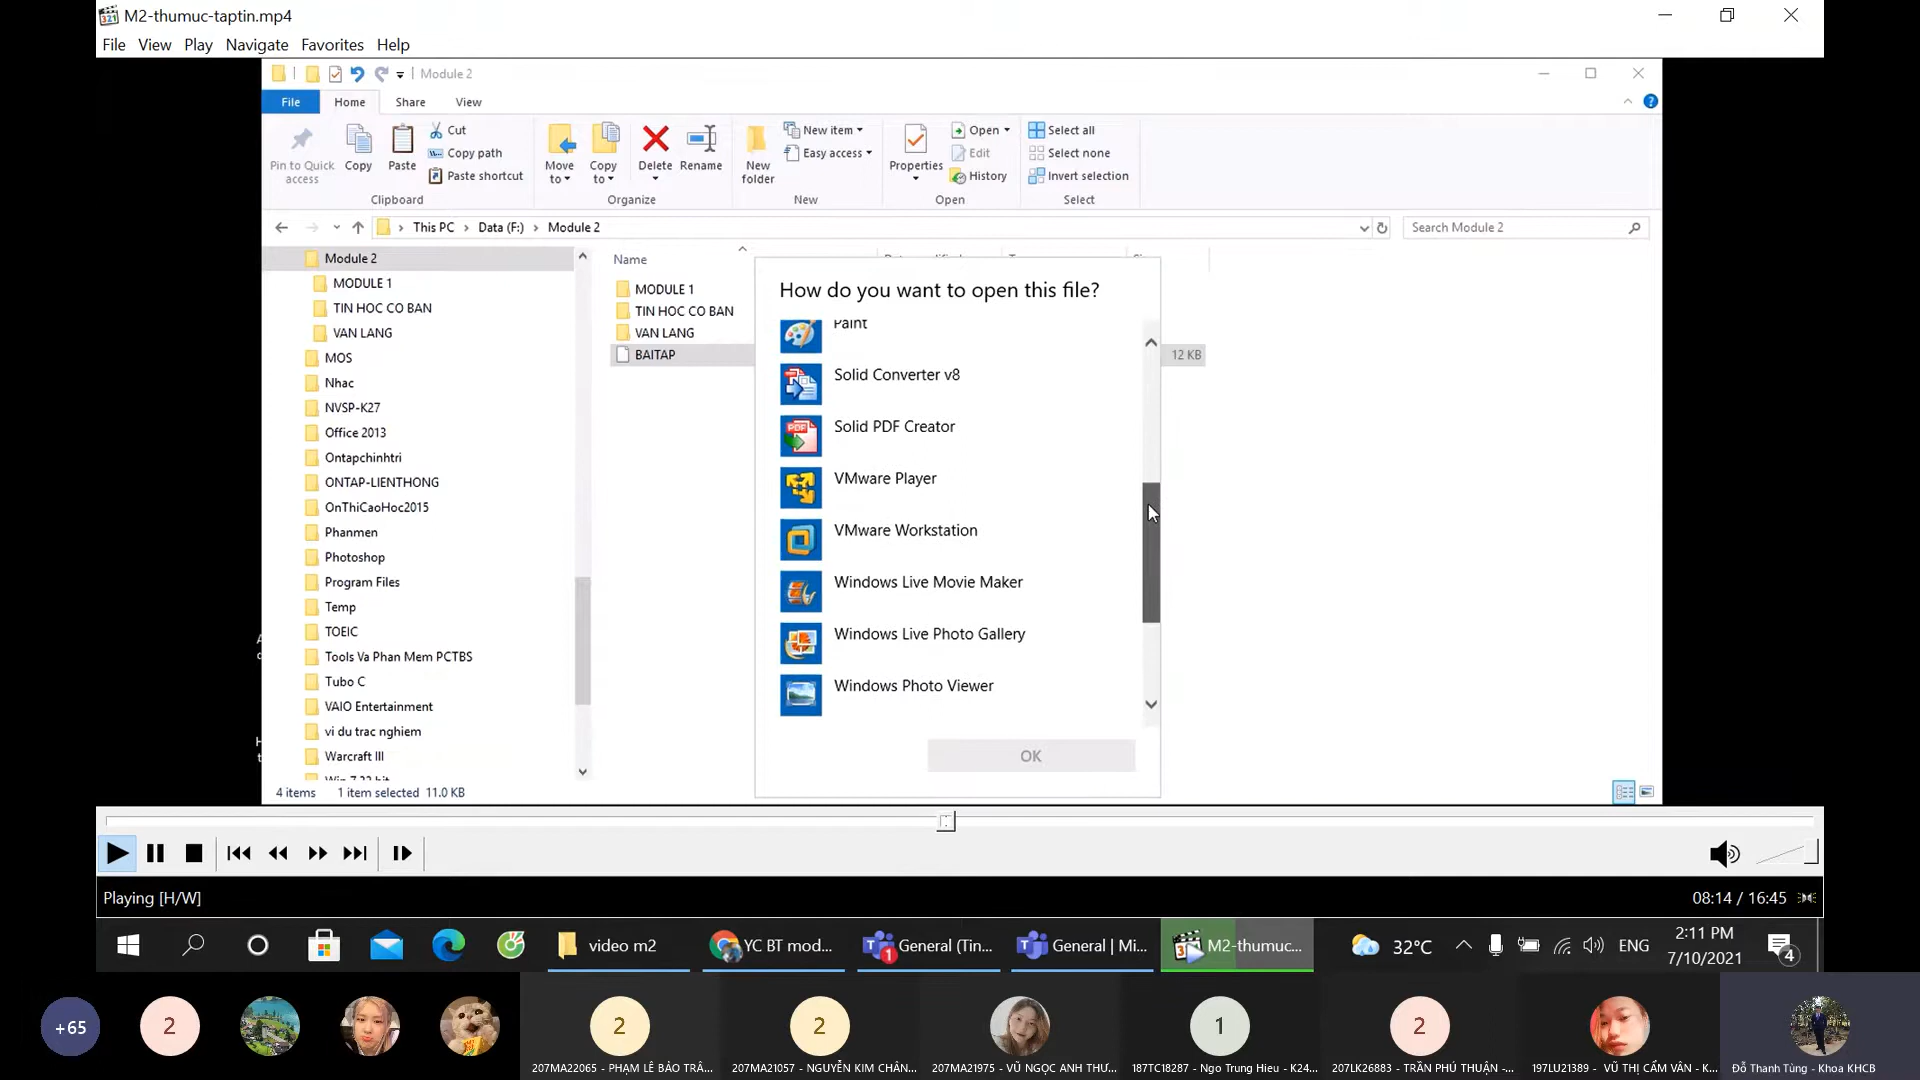 M2-thumuc-taptin.mp4
File View Play Navigate Favorites Help
Module 2
File Home Share View
Pin to Quick access
Copy
Paste
Cut
Copy path
Paste shortcut
Clipboard
Move to
Copy to
Delete
Rename
Organize
New folder
New item
Easy access
New
Properties
Open
Edit
History
Open
Select all
Select none
Invert selection
Select
This PC Data (F:) Module 2
Search Module 2
Module 2
MODULE 1
TIN HOC CO BAN
VAN LANG
MOS
Nhac
NVSP-K27
Office 2013
Ontapchinhtri
ONTAP-LIENTHONG
OnThiCaoHoc2015
Phanmen
Photoshop
Program Files
Temp
TOEIC
Tools Va Phan Mem PCTBS
Tubo C
VAIO Entertainment
vi du trac nghiem
Warcraft III
Name
MODULE 1
TIN HOC CO BAN
VAN LANG
BAITAP
12 KB
How do you want to open this file?
Paint
Solid Converter v8
Solid PDF Creator
VMware Player
VMware Workstation
Windows Live Movie Maker
Windows Live Photo Gallery
Windows Photo Viewer
OK
4 items 1 item selected 11.0 KB
Playing [H/W]
08:14 / 16:45
video m2
YC BT mod...
1
General (Tin...
General | Mi...
321
M2-thumuc...
32°C
ENG
2:11 PM
7/10/2021
4
+65
2
2
207MA22065 - PHẠM LÊ BẢO TRÂ...
2
207MA21057 - NGUYỄN KIM CHÂN...
207MA21975 - VŨ NGỌC ANH THƯ...
1
187TC18287 - Ngo Trung Hieu - K24...
2
207LK26883 - TRẦN PHÚ THUẬN -...
197LU21389 - VŨ THỊ CẨM VÂN - K...
Đỗ Thanh Tùng - Khoa KHCB